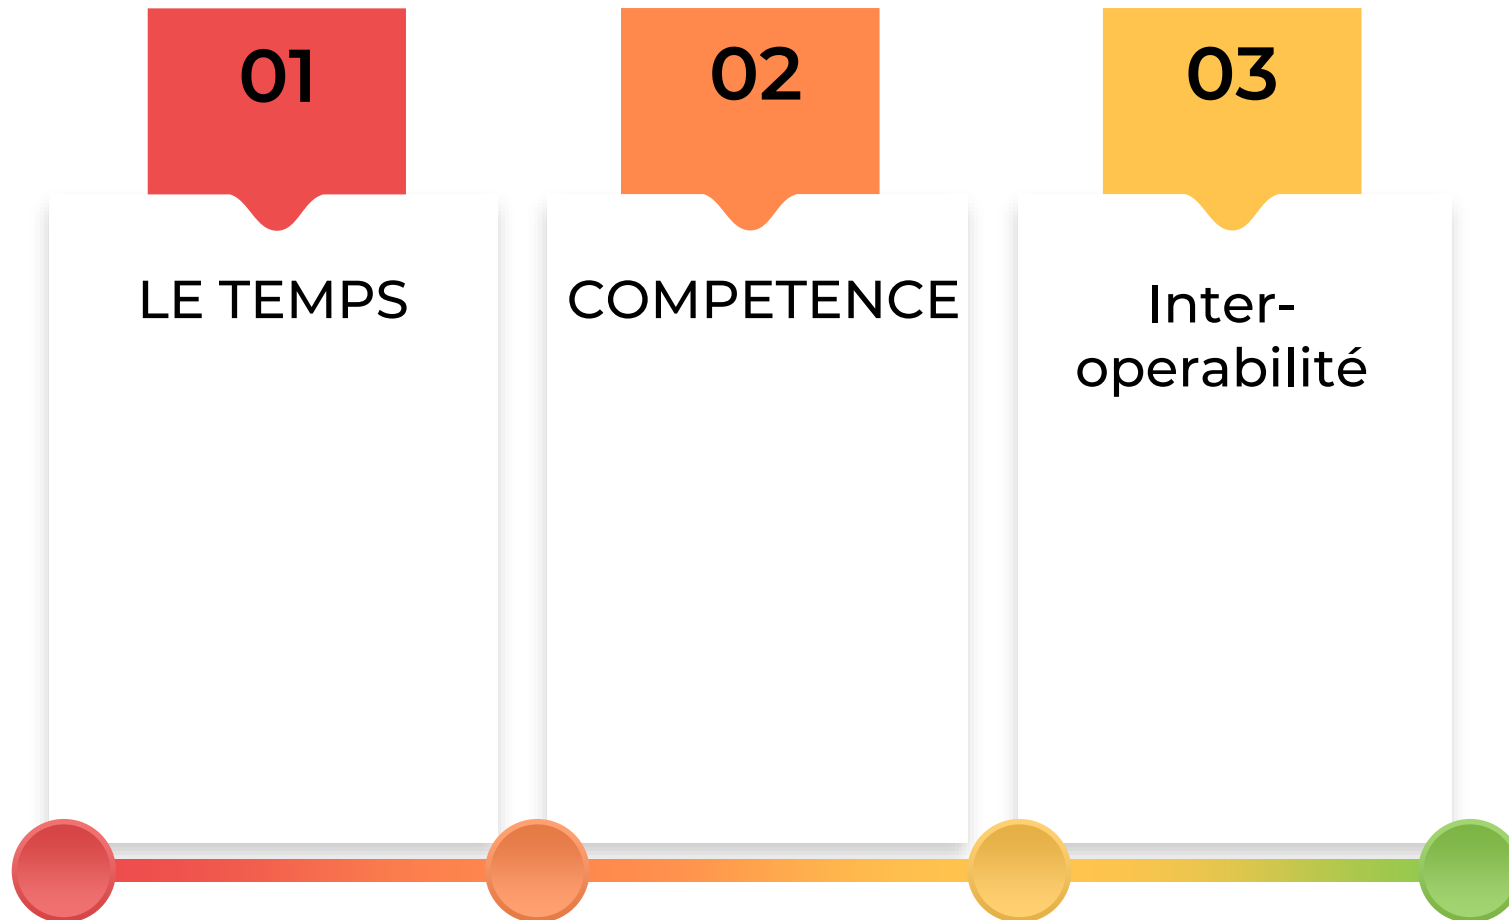 01
LE TEMPS
02
COMPETENCE
03
Inter-
operabilité